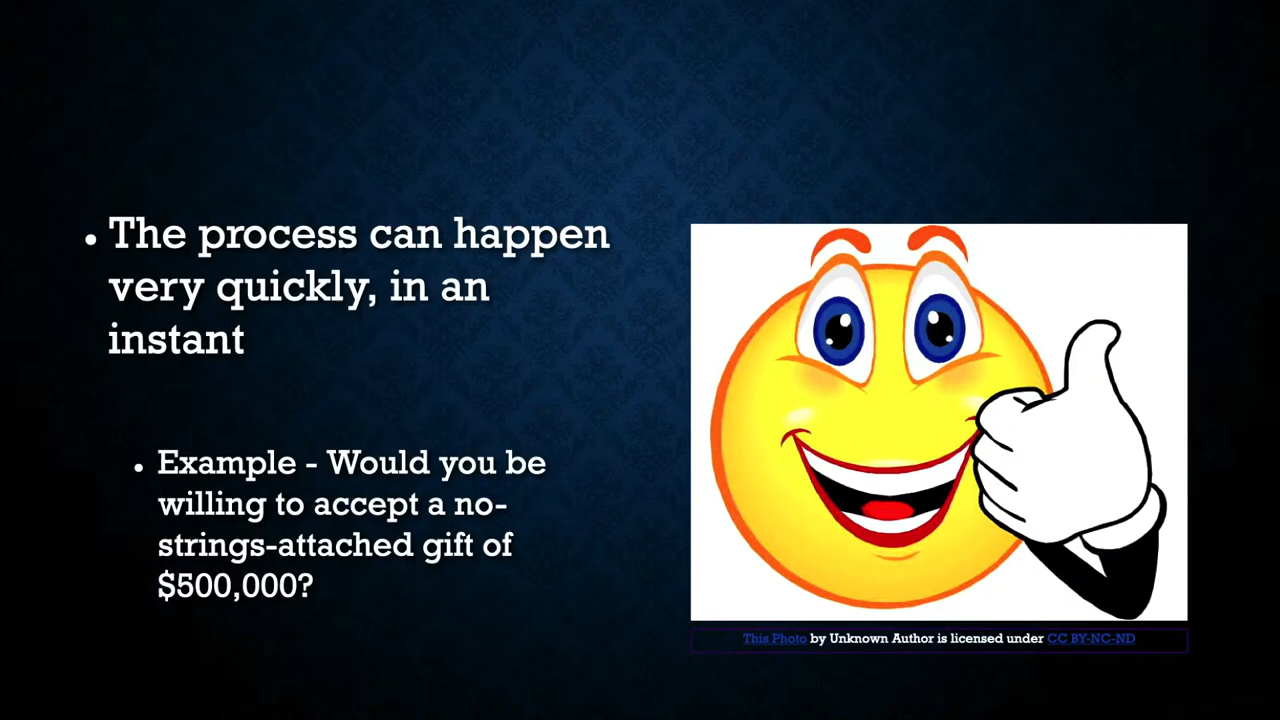 • The process can happen
very quickly, in an
instant
• Example - Would you be
willing to accept a no-
strings-attached gift of
$500,000?
This Photo by Unknown Author is licensed under CC BY-NC-ND